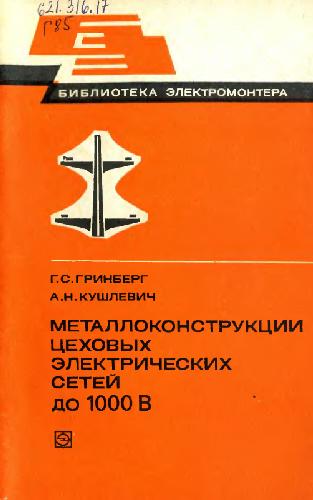 621.316.17
Г85
БИБЛИОТЕКА ЭЛЕКТРОМОНТЕРА
Г.С.ГРИНБЕРГ
А.Н.КУШЛЕВИЧ
МЕТАЛЛОКОНСТРУКЦИИ
ЦЕХОВЫХ
ЭЛЕКТРИЧЕСКИХ
СЕТЕЙ
ДО 1000 В